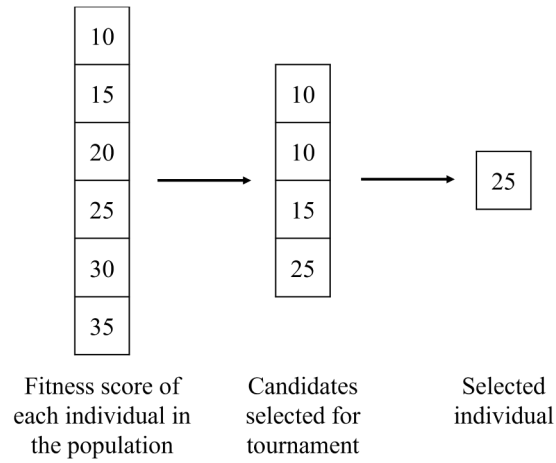 10
15
20
25
30
35
10
10
15
25
25
Fitness score of
each individual in
the population
Candidates
selected for
tournament
Selected
individual